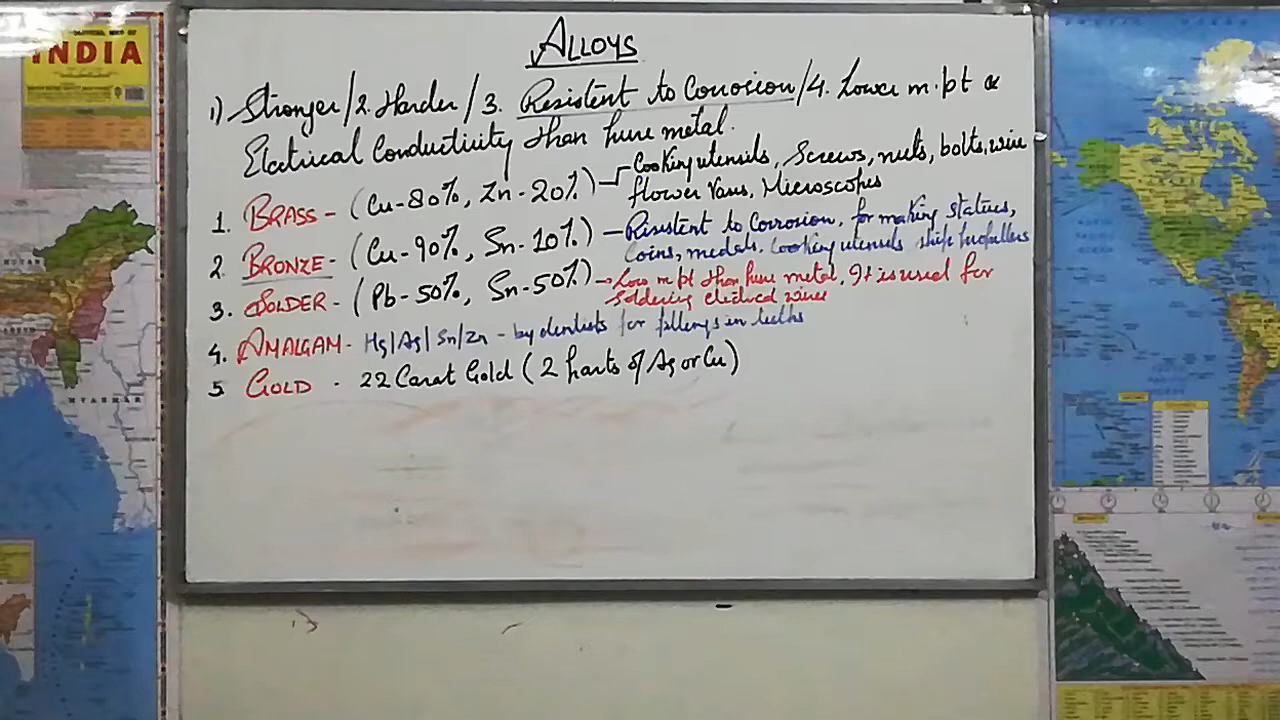 ALLOYS
1) Stronger/2. Harder/3. Resistent to Corrosion/4. Lower m.pt &
Electrical Conductivity than pure metal.
1. BRASS - (Cu-80%, Zn-20%) - Cooking utensils, Screws, nuts, bolts, wire
flower Vases, Microscopes
2. BRONZE - (Cu-90%, Sn-10%) - Resistent to Corrosion, for making statues,
Coins, medals, Cooking utensils ship propellers
3. SOLDER - (Pb-50%, Sn-50%) → Low m pt than pure metal. It is used for
Soldering electrical wires
4. AMALGAM - Hg/Ag/Sn/Zn - by dentists for fillings in teeths
5 GOLD - 22 Carat Gold (2 parts of Ag or Cu)
INDIA
MYANMAR